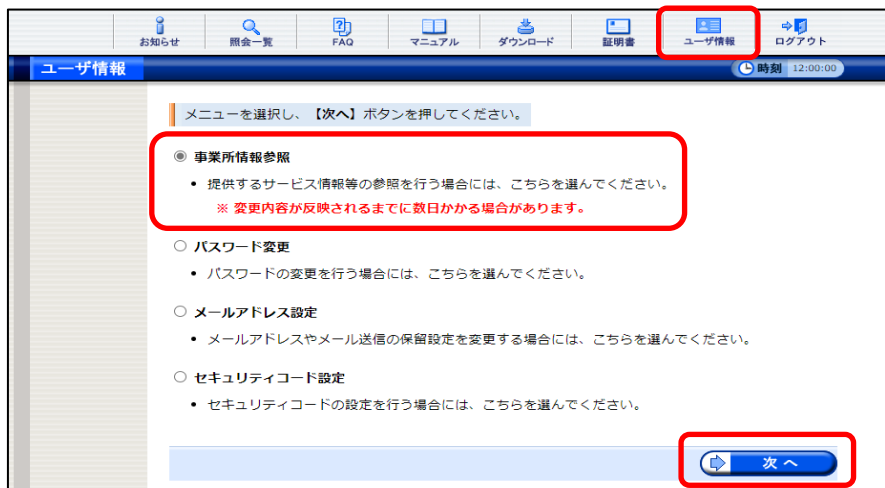 お知らせ 照会一覧 FAQ マニュアル ダウンロード 証明書 ユーザ情報 ログアウト
ユーザ情報 時刻 12:00:00
メニューを選択し、【次へ】ボタンを押してください。
事業所情報参照
• 提供するサービス情報等の参照を行う場合には、こちらを選んでください。
※ 変更内容が反映されるまでに数日かかる場合があります。
パスワード変更
• パスワードの変更を行う場合には、こちらを選んでください。
メールアドレス設定
• メールアドレスやメール送信の保留設定を変更する場合には、こちらを選んでください。
セキュリティコード設定
• セキュリティコードの設定を行う場合には、こちらを選んでください。
次 へ